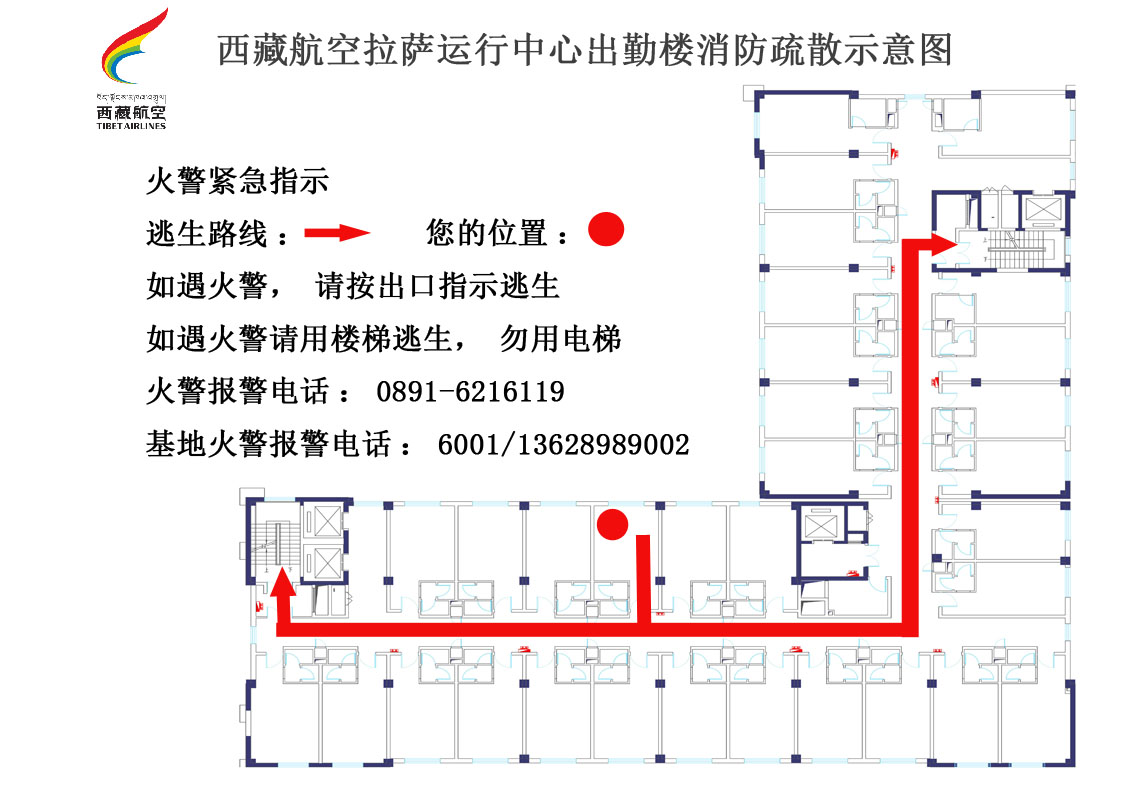 西藏航空拉萨运行中心出勤楼消防疏散示意图
西藏航空
TIBET AIRLINES
火警紧急指示
逃生路线： 您的位置：
如遇火警， 请按出口指示逃生
如遇火警请用楼梯逃生， 勿用电梯
火警报警电话： 0891-6216119
基地火警报警电话： 6001/13628989002
上
下
上
下